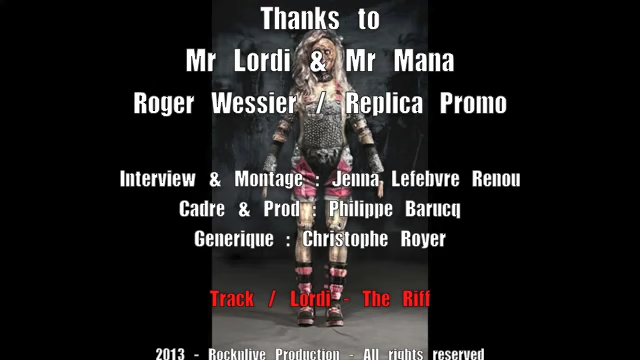 Thanks to
Mr Lordi & Mr Mana
Roger Wessier / Replica Promo
Interview & Montage : Jenna Lefebvre Renou
Cadre & Prod : Philippe Barucq
Generique : Christophe Royer
Track / Lordi - The Riff
2013 - Rocknlive Production - All rights reserved